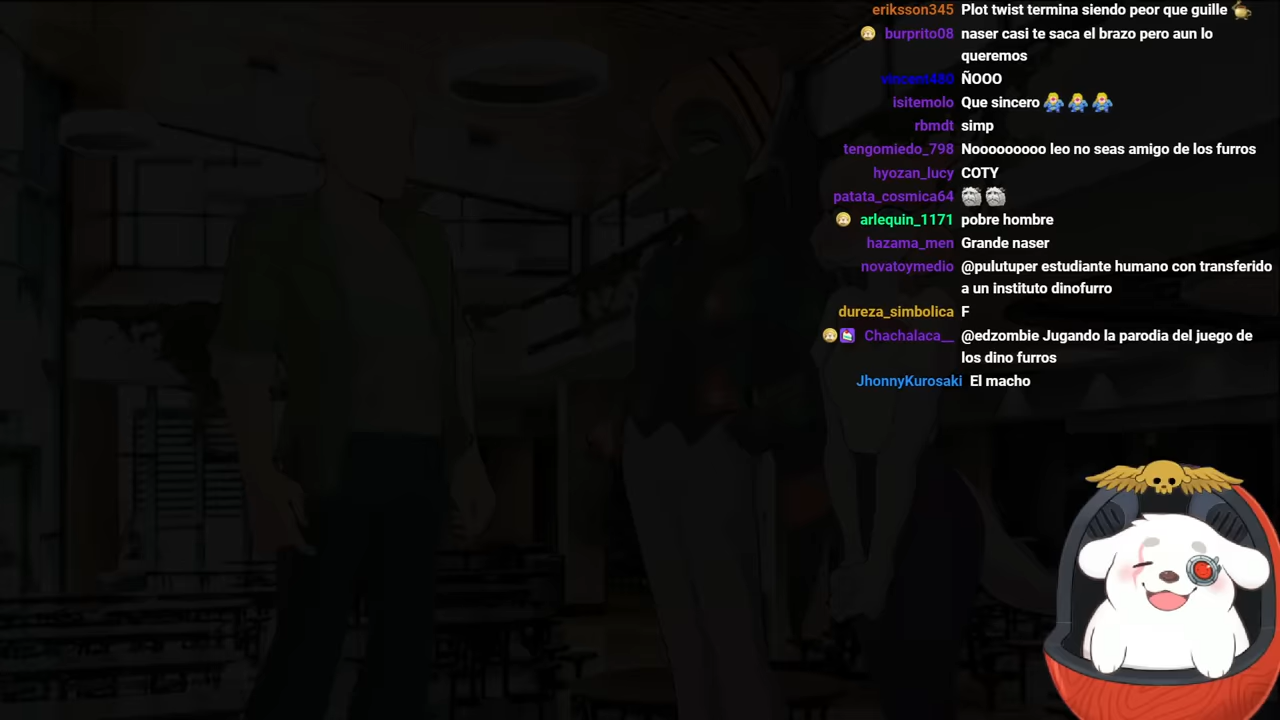 eriksson345 Plot twist termina siendo peor que guille
burprito08 naser casi te saca el brazo pero aun lo
queremos
vincent480 ÑOOO
isitemolo Que sincero
rbmdt simp
tengomiedo_798 Nooooooooo leo no seas amigo de los furros
hyozan_lucy COTY
patata_cosmica64
arlequin_1171 pobre hombre
hazama_men Grande naser
novatoymedio @pulutuper estudiante humano con transferido
a un instituto dinofurro
dureza_simbolica F
Chachalaca__ @edzombie Jugando la parodia del juego de
los dino furros
JhonnyKurosaki El macho